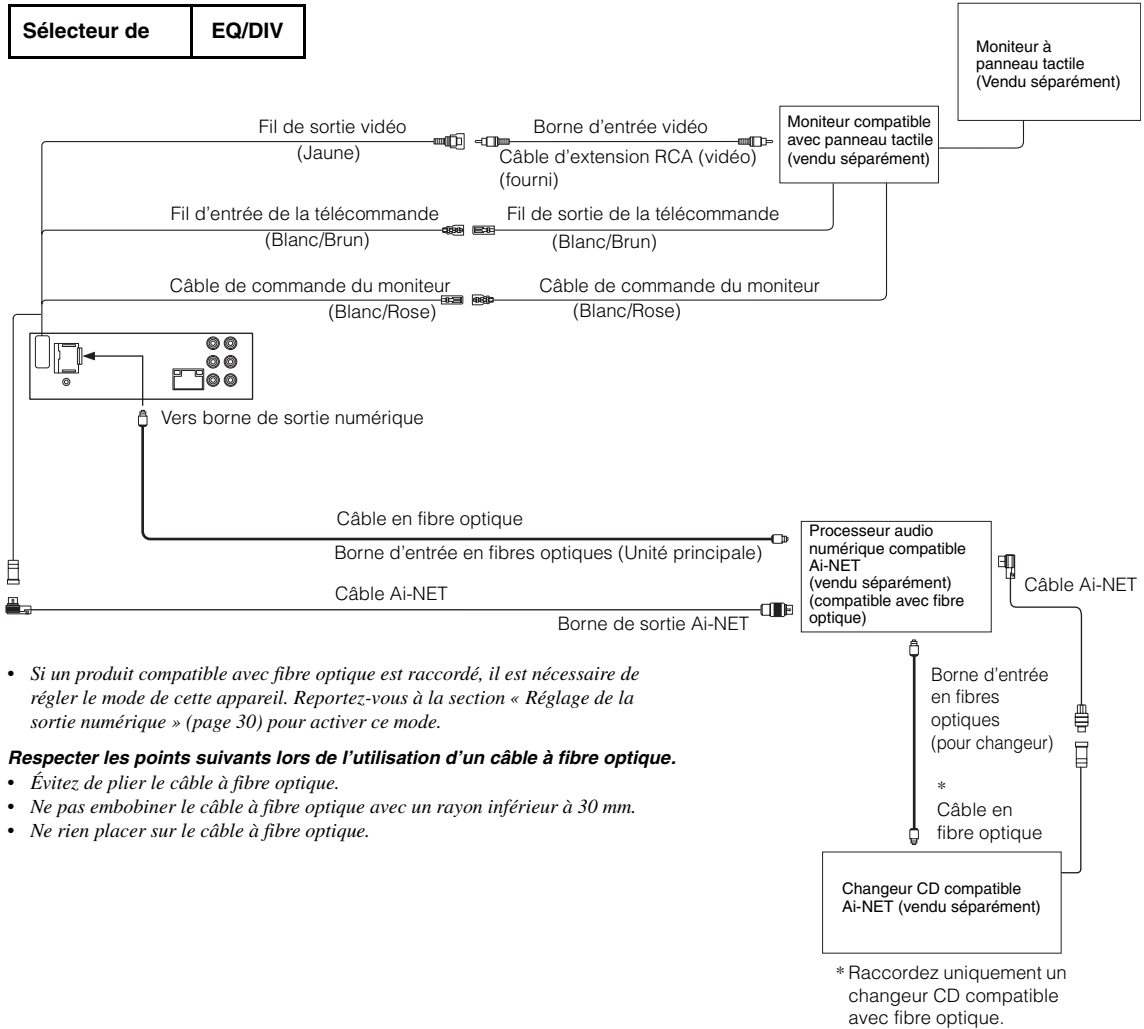 Sélecteur de EQ/DIV
Moniteur à
panneau tactile
(Vendu séparément)
Fil de sortie vidéo
(Jaune)
Borne d'entrée vidéo
Câble d'extension RCA (vidéo)
(fourni)
Moniteur compatible
avec panneau tactile
(vendu séparément)
Fil d'entrée de la télécommande
(Blanc/Brun)
Fil de sortie de la télécommande
(Blanc/Brun)
Câble de commande du moniteur
(Blanc/Rose)
Câble de commande du moniteur
(Blanc/Rose)
Vers borne de sortie numérique
Câble en fibre optique
Borne d'entrée en fibres optiques (Unité principale)
Câble Ai-NET
Borne de sortie Ai-NET
Processeur audio
numérique compatible
Ai-NET
(vendu séparément)
(compatible avec fibre
optique)
Câble Ai-NET
• Si un produit compatible avec fibre optique est raccordé, il est nécessaire de
régler le mode de cette appareil. Reportez-vous à la section « Réglage de la
sortie numérique » (page 30) pour activer ce mode.
Respecter les points suivants lors de l'utilisation d'un câble à fibre optique.
• Évitez de plier le câble à fibre optique.
• Ne pas embobiner le câble à fibre optique avec un rayon inférieur à 30 mm.
• Ne rien placer sur le câble à fibre optique.
Borne d'entrée
en fibres
optiques
(pour changeur)
*
Câble en
fibre optique
Changeur CD compatible
Ai-NET (vendu séparément)
* Raccordez uniquement un
changeur CD compatible
avec fibre optique.